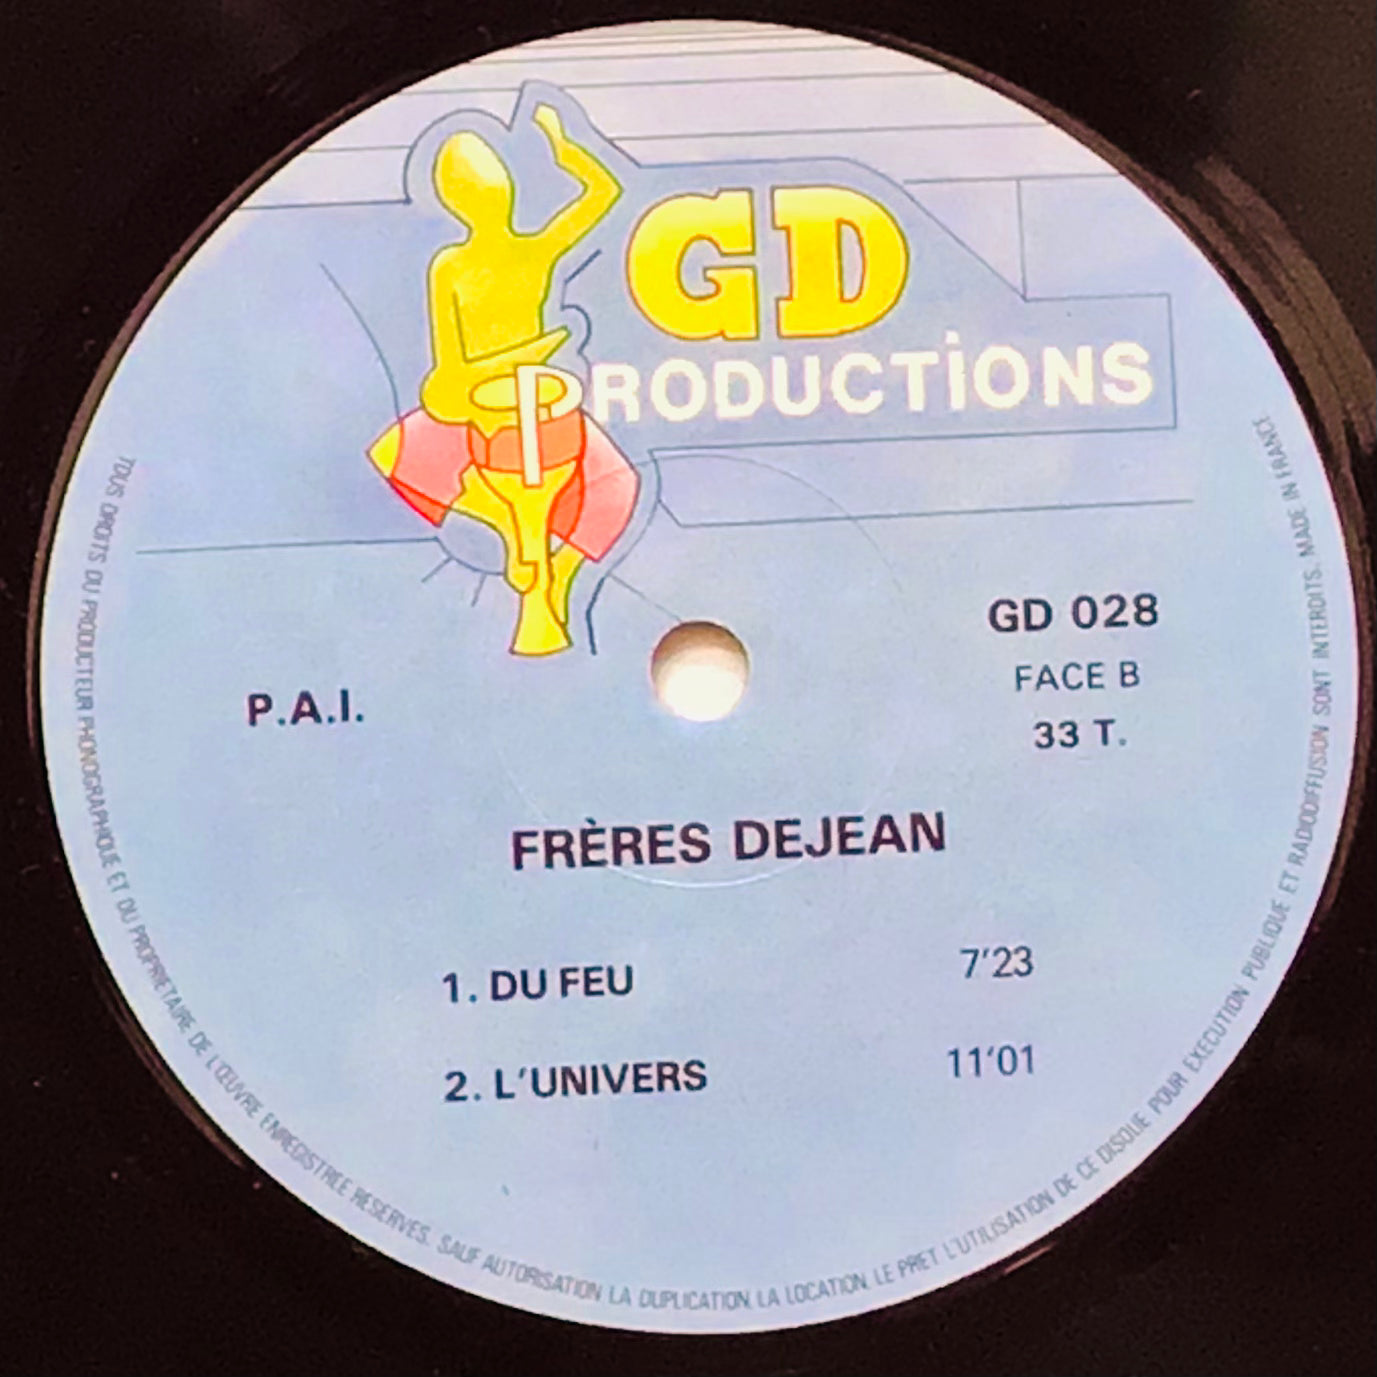 GD
PRODUCTIONS
GD 028
FACE B
33 T.
P.A.I.
FRÈRES DEJEAN
1. DU FEU 7'23
2. L'UNIVERS 11'01
TOUS DROITS DU PRODUCTEUR PHONOGRAPHIQUE ET DU PROPRIETAIRE DE L'ŒUVRE ENREGISTREE RESERVES. SAUF AUTORISATION LA DUPLICATION, LA LOCATION, LE PRET L'UTILISATION DE CE DISQUE POUR EXECUTION PUBLIQUE ET RADIODIFFUSION SONT INTERDITS. MADE IN FRANCE